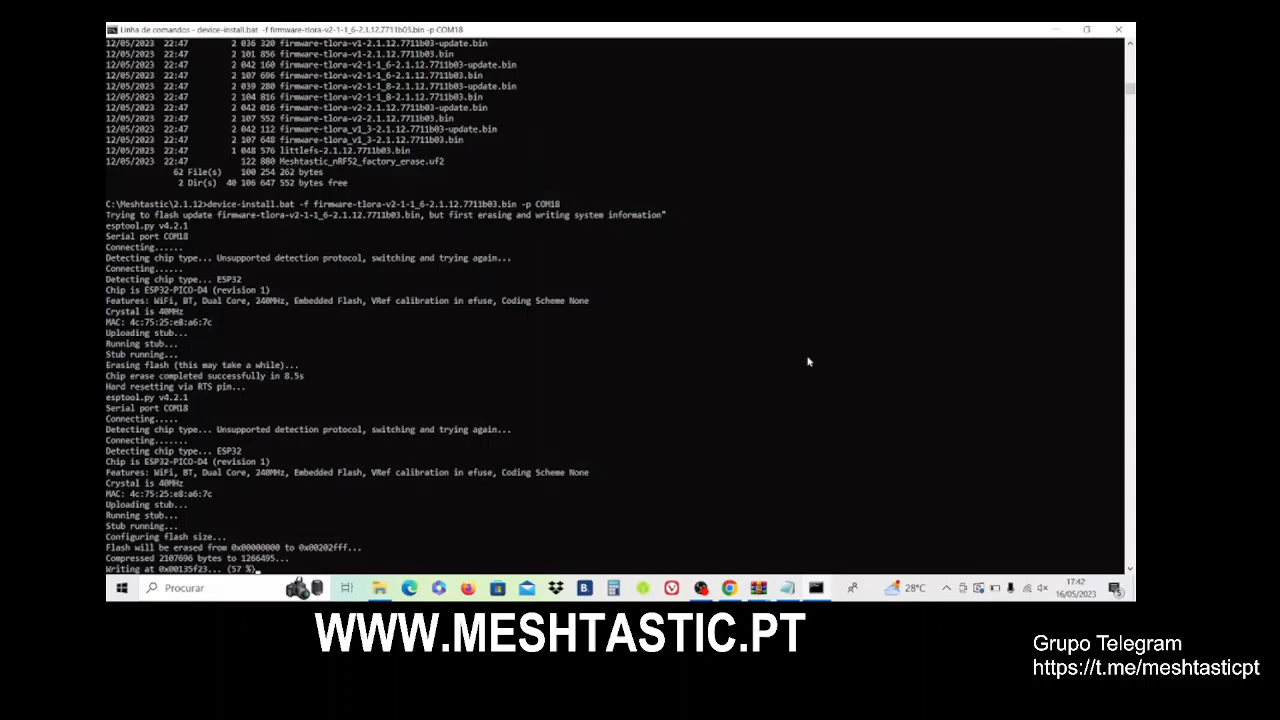 Linha de comandos - device-install.bat -f firmware-tlora-v2-1-1_6-2.1.12.7711b03.bin -p COM18
12/05/2023 22:47 2 036 320 firmware-tlora-v1-2.1.12.7711b03-update.bin
12/05/2023 22:47 2 101 856 firmware-tlora-v1-2.1.12.7711b03.bin
12/05/2023 22:47 2 042 160 firmware-tlora-v2-1-1_6-2.1.12.7711b03-update.bin
12/05/2023 22:47 2 107 696 firmware-tlora-v2-1-1_6-2.1.12.7711b03.bin
12/05/2023 22:47 2 039 280 firmware-tlora-v2-1-1_8-2.1.12.7711b03-update.bin
12/05/2023 22:47 2 104 816 firmware-tlora-v2-1-1_8-2.1.12.7711b03.bin
12/05/2023 22:47 2 042 016 firmware-tlora-v2-2.1.12.7711b03-update.bin
12/05/2023 22:47 2 107 552 firmware-tlora-v2-2.1.12.7711b03.bin
12/05/2023 22:47 2 042 112 firmware-tlora_v1_3-2.1.12.7711b03-update.bin
12/05/2023 22:47 2 107 648 firmware-tlora_v1_3-2.1.12.7711b03.bin
12/05/2023 22:47 1 048 576 littlefs-2.1.12.7711b03.bin
12/05/2023 22:47 122 880 Meshtastic_nRF52_factory_erase.uf2
62 File(s) 100 254 262 bytes
2 Dir(s) 40 106 647 552 bytes free
C:\Meshtastic\2.1.12>device-install.bat -f firmware-tlora-v2-1-1_6-2.1.12.7711b03.bin -p COM18
Trying to flash update firmware-tlora-v2-1-1_6-2.1.12.7711b03.bin, but first erasing and writing system information"
esptool.py v4.2.1
Serial port COM18
Connecting......
Detecting chip type... Unsupported detection protocol, switching and trying again...
Connecting......
Detecting chip type... ESP32
Chip is ESP32-PICO-D4 (revision 1)
Features: WiFi, BT, Dual Core, 240MHz, Embedded Flash, VRef calibration in efuse, Coding Scheme None
Crystal is 40MHz
MAC: 4c:75:25:e8:a6:7c
Uploading stub...
Running stub...
Stub running...
Erasing flash (this may take a while)...
Chip erase completed successfully in 8.5s
Hard resetting via RTS pin...
esptool.py v4.2.1
Serial port COM18
Connecting.....
Detecting chip type... Unsupported detection protocol, switching and trying again...
Connecting.......
Detecting chip type... ESP32
Chip is ESP32-PICO-D4 (revision 1)
Features: WiFi, BT, Dual Core, 240MHz, Embedded Flash, VRef calibration in efuse, Coding Scheme None
Crystal is 40MHz
MAC: 4c:75:25:e8:a6:7c
Uploading stub...
Running stub...
Stub running...
Configuring flash size...
Flash will be erased from 0x00000000 to 0x00202fff...
Compressed 2107696 bytes to 1266495...
Writing at 0x00135f23... (57 %)
Procurar
28°C
17:42
16/05/2023
WWW.MESHTASTIC.PT
Grupo Telegram
https://t.me/meshtasticpt